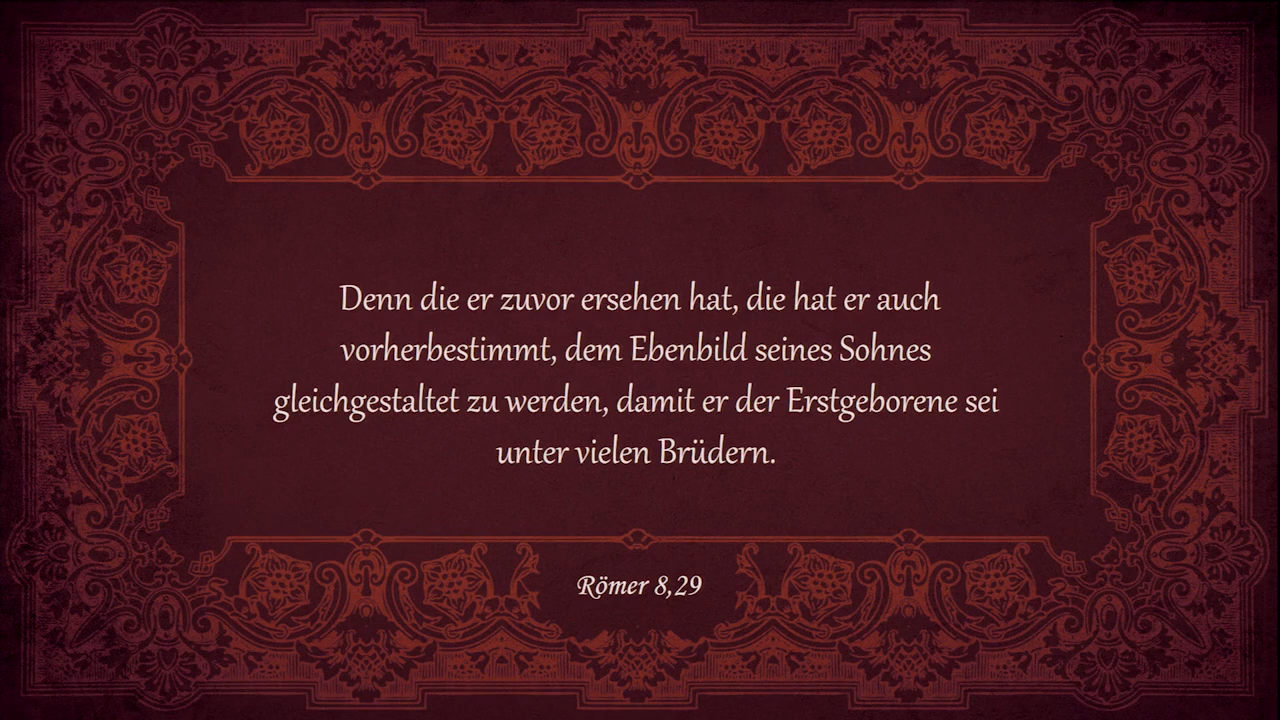 Denn die er zuvor ersehen hat, die hat er auch
vorherbestimmt, dem Ebenbild seines Sohnes
gleichgestaltet zu werden, damit er der Erstgeborene sei
unter vielen Brüdern.
Römer 8,29